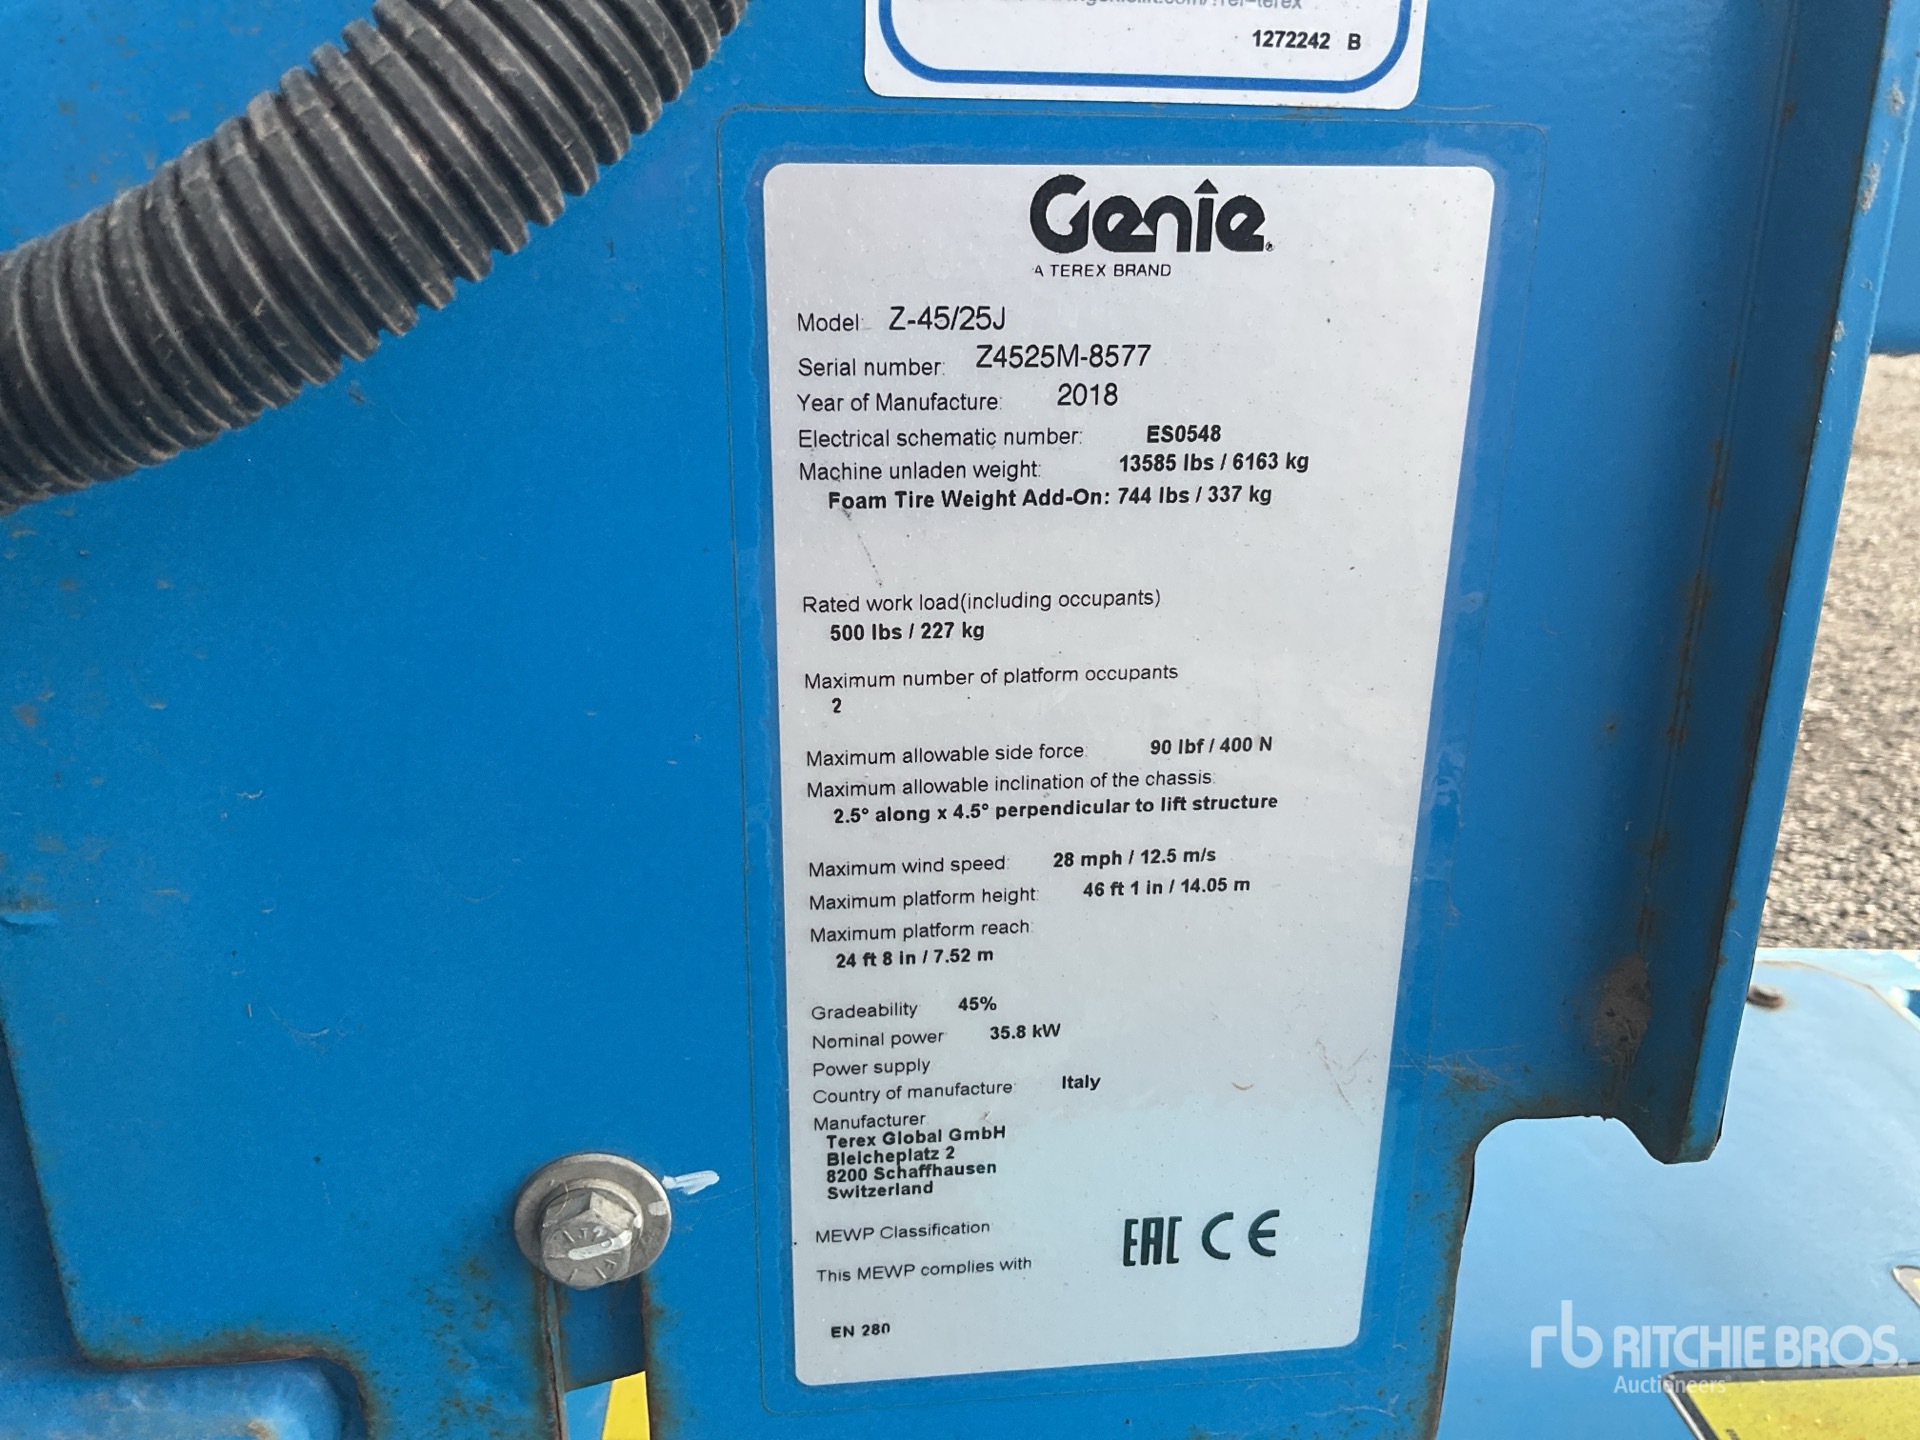 1272242 B
Genie
A TEREX BRAND
Model: Z-45/25J
Serial number: Z4525M-8577
Year of Manufacture: 2018
Electrical schematic number: ES0548
Machine unladen weight: 13585 lbs / 6163 kg
Foam Tire Weight Add-On: 744 lbs / 337 kg
Rated work load(including occupants)
500 lbs / 227 kg
Maximum number of platform occupants
2
Maximum allowable side force: 90 lbf / 400 N
Maximum allowable inclination of the chassis:
2.5° along x 4.5° perpendicular to lift structure
Maximum wind speed: 28 mph / 12.5 m/s
Maximum platform height: 46 ft 1 in / 14.05 m
Maximum platform reach:
24 ft 8 in / 7.52 m
Gradeability 45%
Nominal power 35.8 kW
Power supply
Country of manufacture: Italy
Manufacturer
Terex Global GmbH
Bleicheplatz 2
8200 Schaffhausen
Switzerland
MEWP Classification
EAC CE
This MEWP complies with
EN 280
rb RITCHIE BROS.
Auctioneers